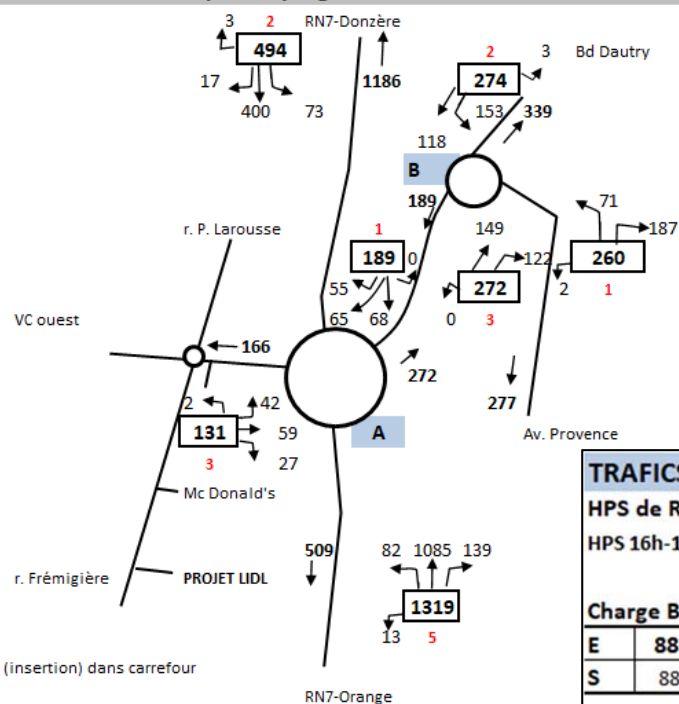 3 2 RN7-Donzère
494
2 3 Bd Dautry
17 1186 274
400 73 153 339
118
B
189
71
r. P. Larousse 1 149 187
189 0 122 260
272
55 2 1
65 68 0 3
VC ouest
166
272
277
2 42
131 59 A Av. Provence
3 27
TRAFICS
HPS de R
Mc Donald's
HPS 16h-1
509 82 1085 139
r. Frémigière PROJET LIDL
1319
Charge B
13 5
E 88
(insertion) dans carrefour
S 88
RN7-Orange